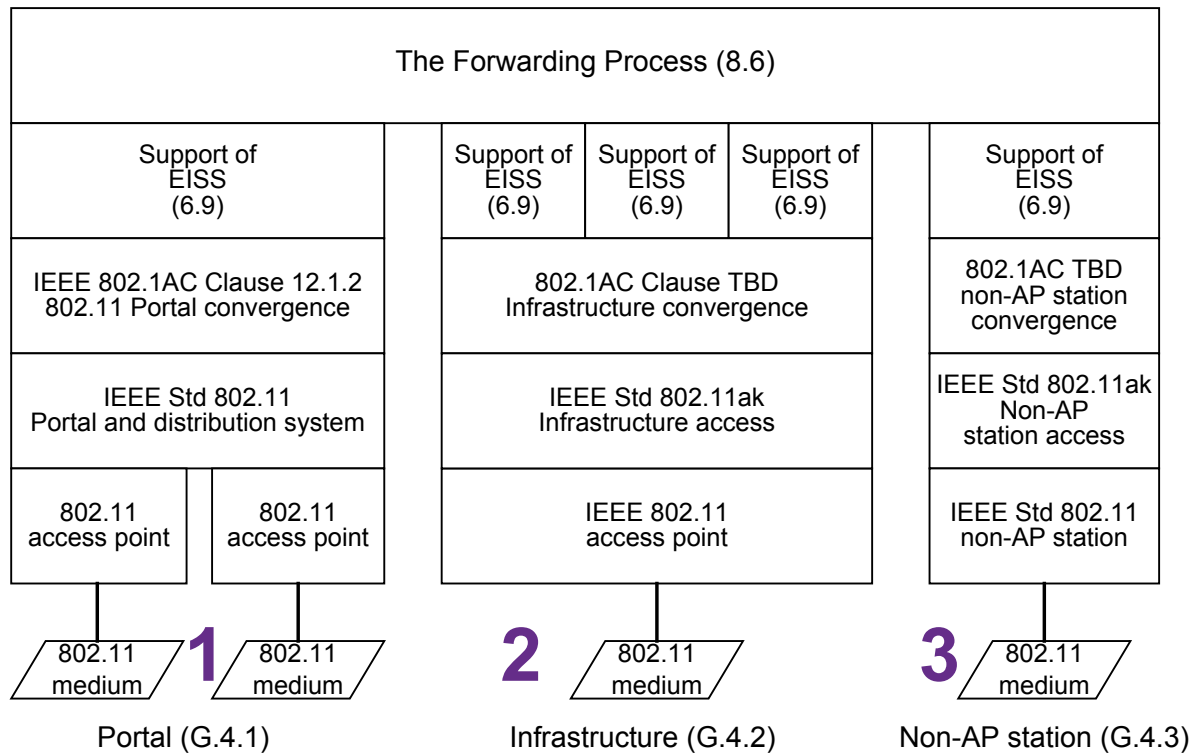 The Forwarding Process (8.6)
Support of
EISS
(6.9)
Support of
EISS
(6.9)
Support of
EISS
(6.9)
Support of
EISS
(6.9)
Support of
EISS
(6.9)
IEEE 802.1AC Clause 12.1.2
802.11 Portal convergence
802.1AC Clause TBD
Infrastructure convergence
802.1AC TBD
non-AP station
convergence
IEEE Std 802.11
Portal and distribution system
IEEE Std 802.11ak
Infrastructure access
IEEE Std 802.11ak
Non-AP
station access
802.11
access point
802.11
access point
IEEE 802.11
access point
IEEE Std 802.11
non-AP station
802.11
medium
1
802.11
medium
2
802.11
medium
3
802.11
medium
Portal (G.4.1)
Infrastructure (G.4.2)
Non-AP station (G.4.3)